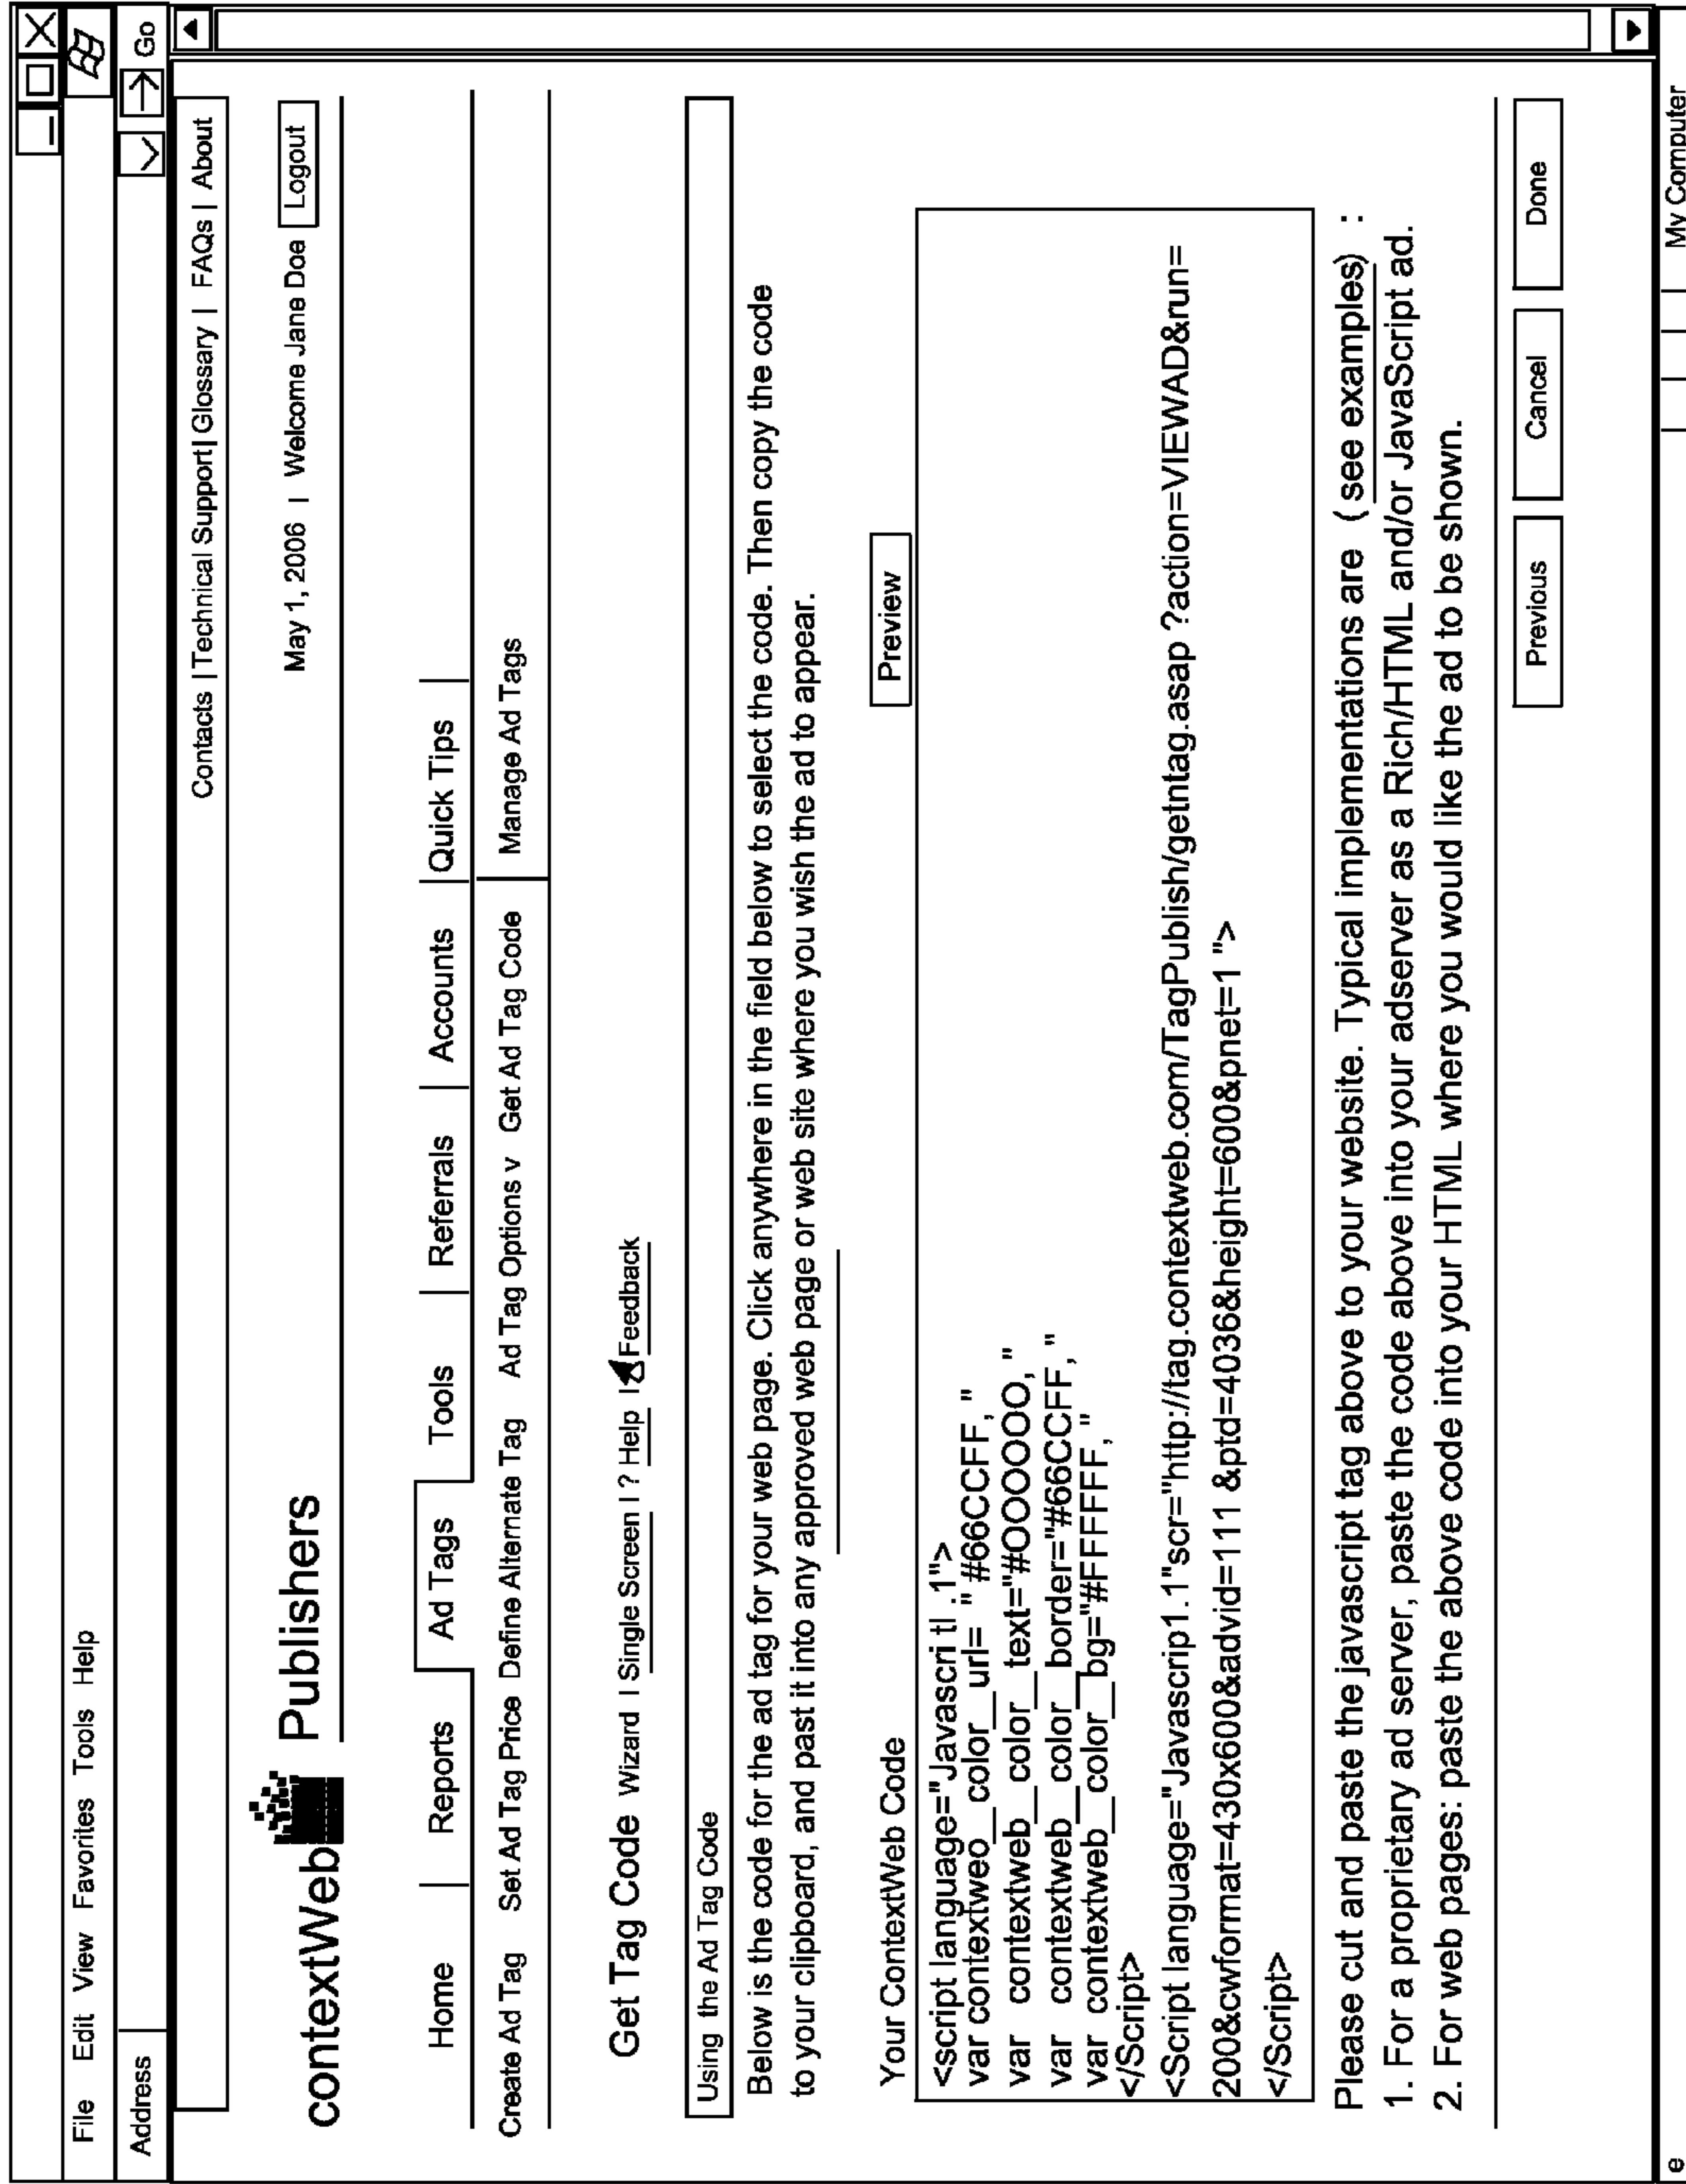 File Edit View Favorites Tools Help
Address Go
Contacts | Technical Support | Glossary | FAQs | About
contextWeb Publishers
May 1, 2006 | Welcome Jane Doe Logout
Home Reports Ad Tags Tools Referrals Accounts Quick Tips
Create Ad Tag Set Ad Tag Price Define Alternate Tag Ad Tag Options v Get Ad Tag Code Manage Ad Tags
Get Tag Code Wizard | Single Screen | ? Help | Feedback
Using the Ad Tag Code
Below is the code for the ad tag for your web page. Click anywhere in the field below to select the code. Then copy the code
to your clipboard, and past it into any approved web page or web site where you wish the ad to appear.
Your ContextWeb Code Preview
<script language="Javascri tl .1">
var contextweo__color__url= "#66CCFF, "
var contextweb__color__text="#OOOOOO, "
var contextweb__color__border="#66CCFF, "
var contextweb__color__bg="#FFFFFF, "
</Script>
<Script language="Javascrip1.1"scr="http://tag.contextweb.com/TagPublish/getntag.asap ?action=VIEWAD&run=
200&cwformat=430x600&advid=111 &ptd=4036&height=600&pnet=1 ">
</Script>
Please cut and paste the javascript tag above to your website. Typical implementations are ( see examples) :
1. For a proprietary ad server, paste the code above into your adserver as a Rich/HTML and/or JavaScript ad.
2. For web pages: paste the above code into your HTML where you would like the ad to be shown.
Previous Cancel Done
e My Computer